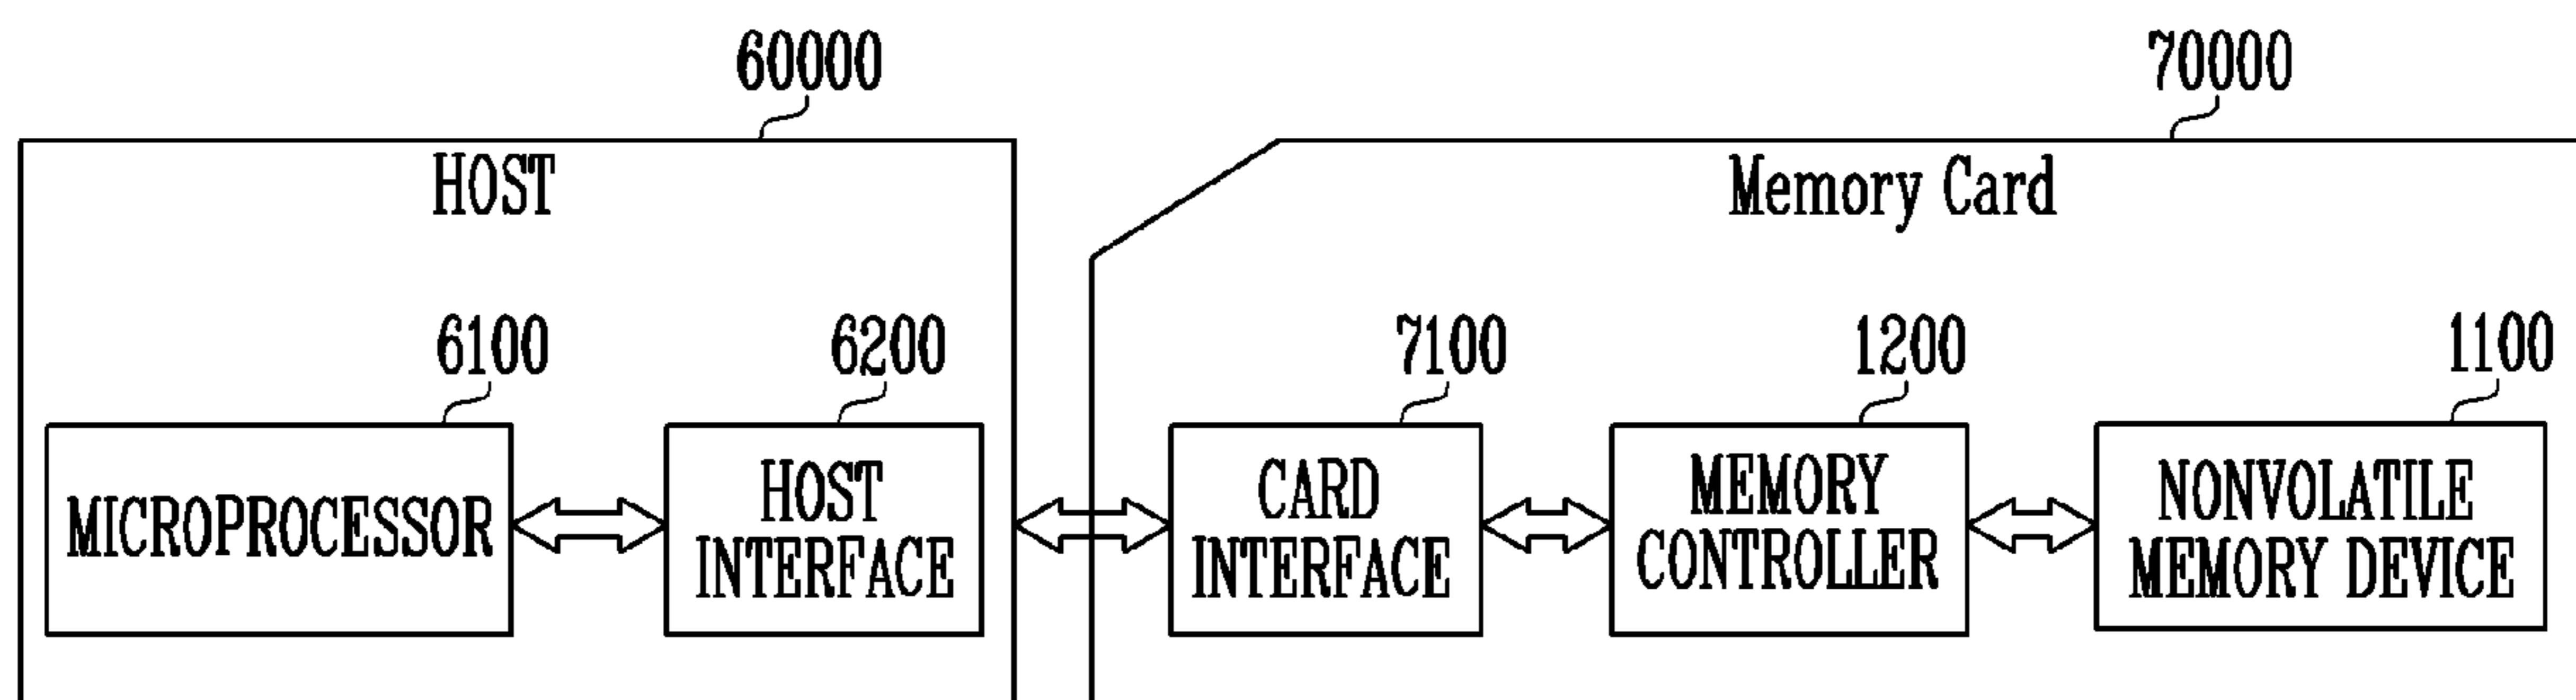 60000
70000
HOST
Memory Card
6100
6200
7100
1200
1100
MICROPROCESSOR
HOST
INTERFACE
CARD
INTERFACE
MEMORY
CONTROLLER
NONVOLATILE
MEMORY DEVICE